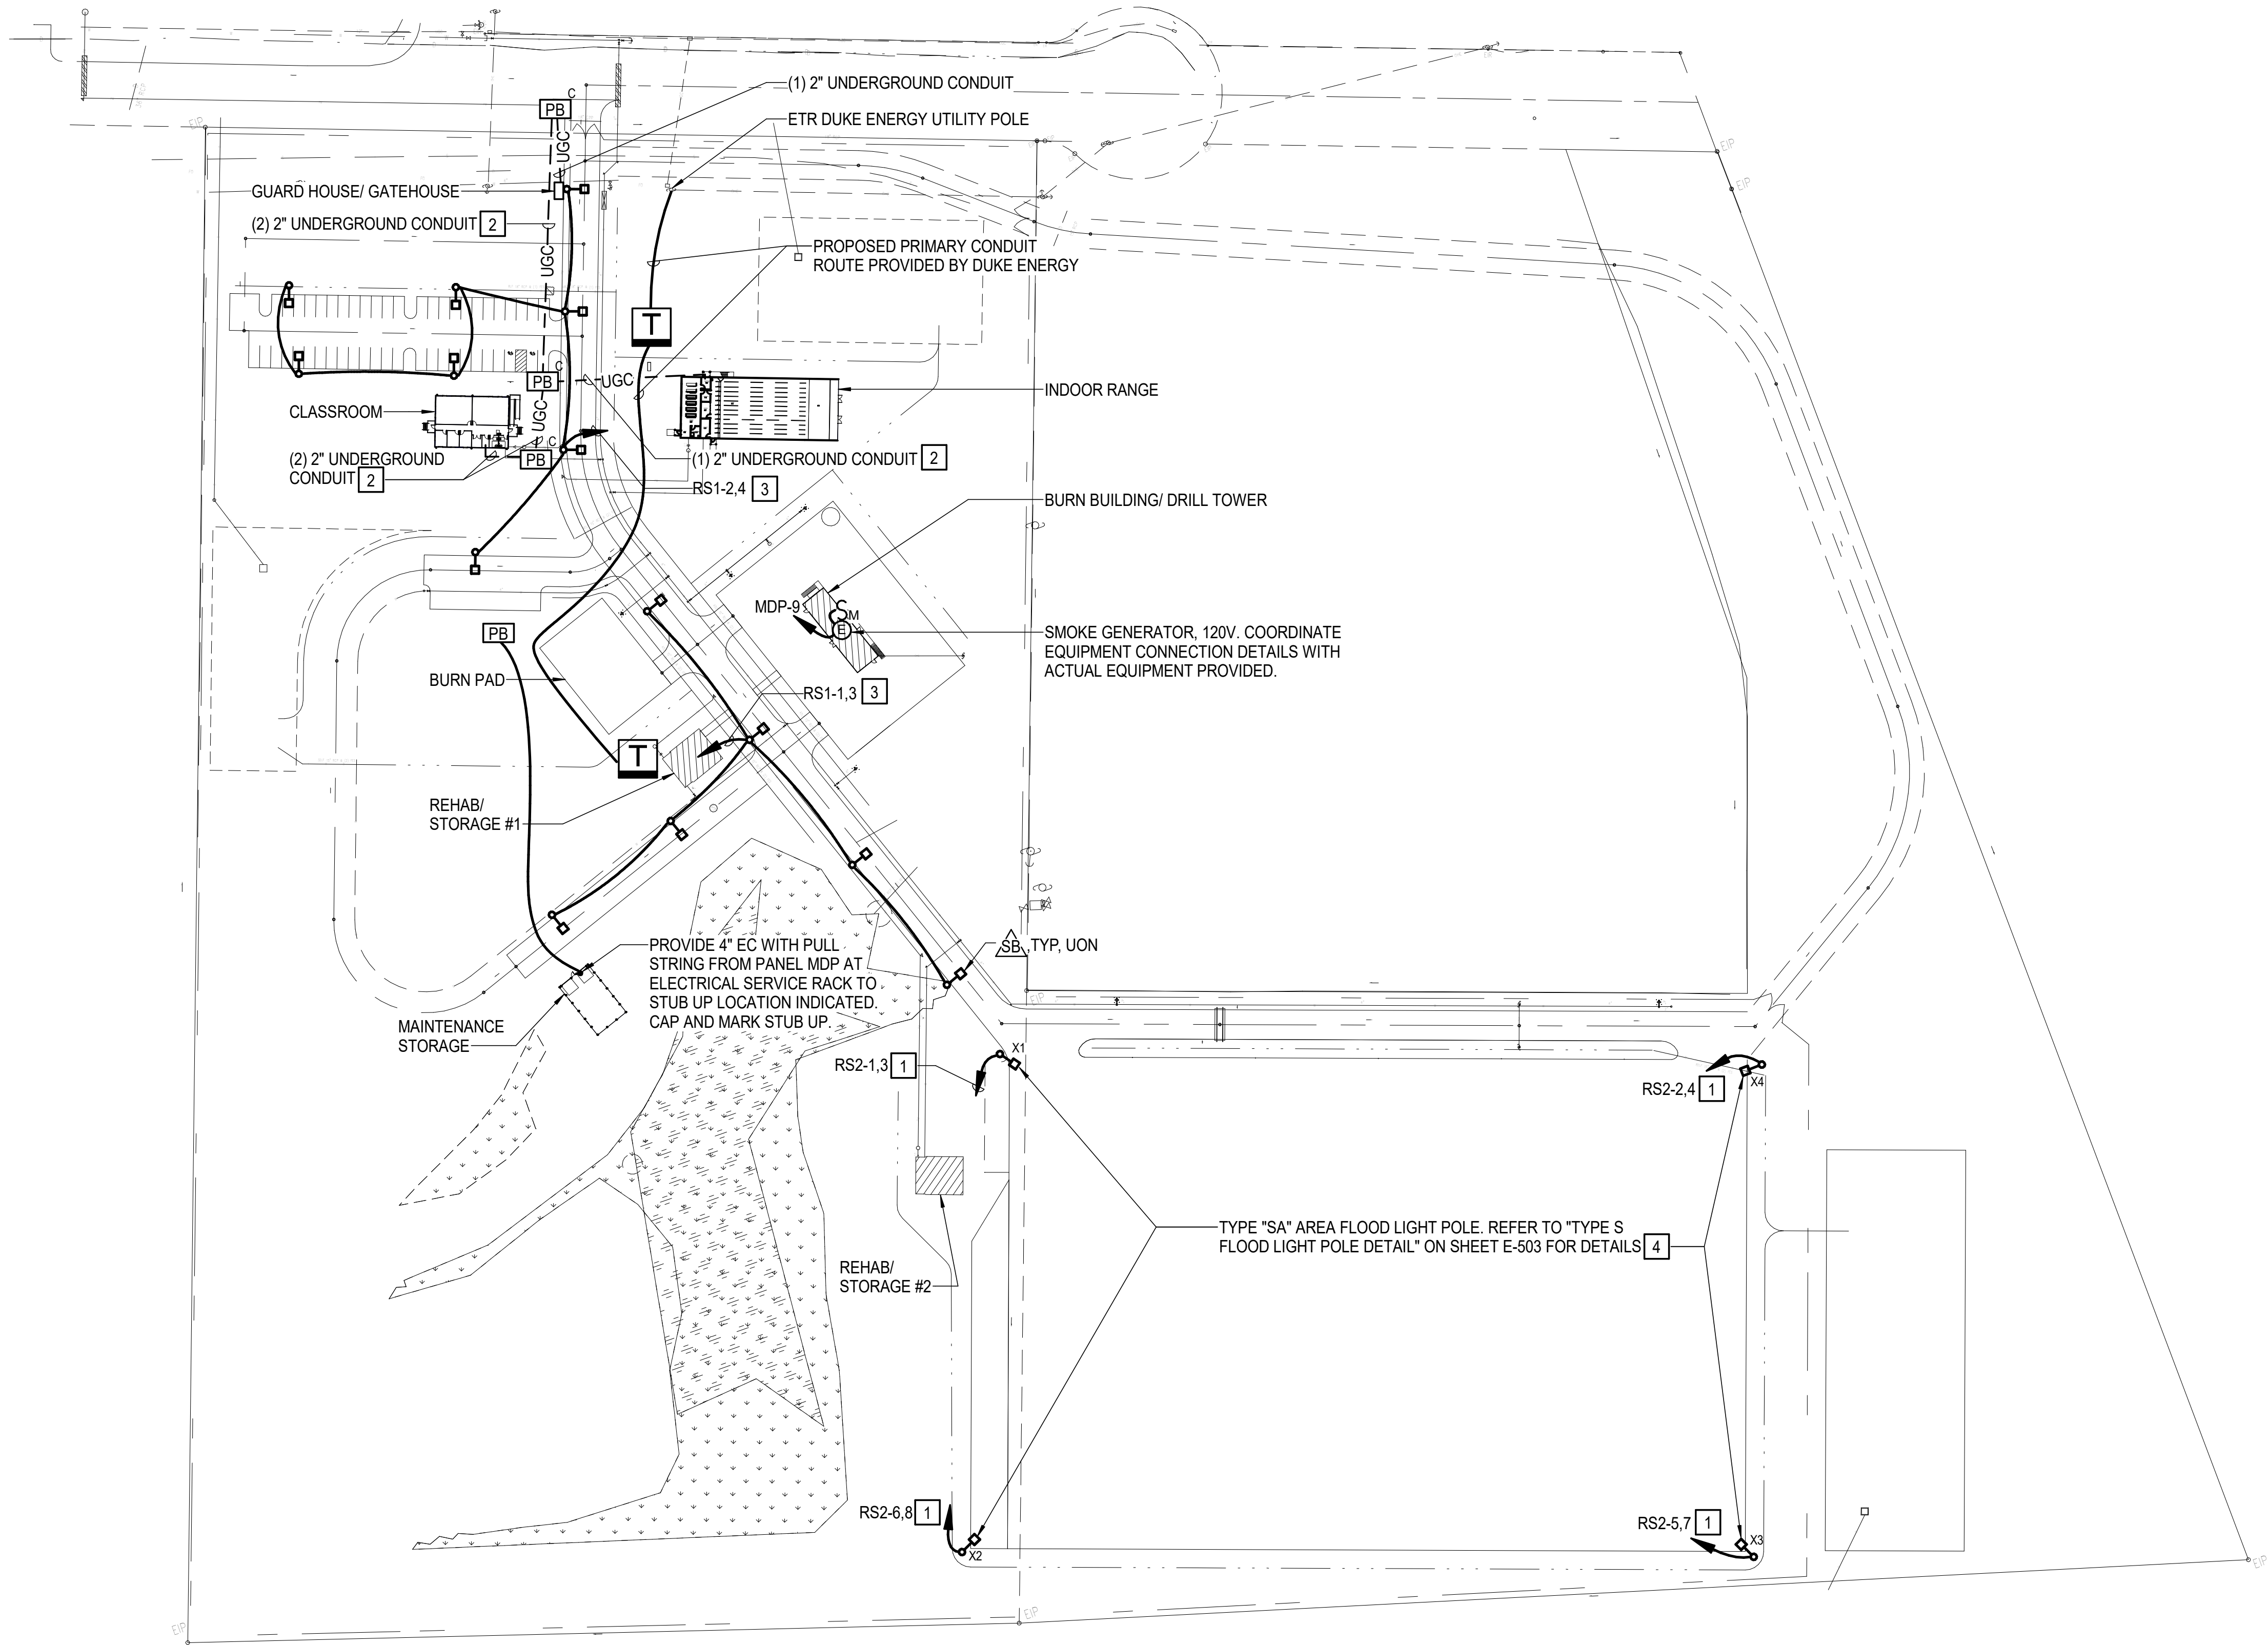 (1) 2" UNDERGROUND CONDUIT
C
PB
ETR DUKE ENERGY UTILITY POLE
UGC
EIP
EIP
EIP
GUARD HOUSE/ GATEHOUSE
(2) 2" UNDERGROUND CONDUIT 2
UGC
PROPOSED PRIMARY CONDUIT
ROUTE PROVIDED BY DUKE ENERGY
T
C
PB
UGC
INDOOR RANGE
CLASSROOM
UGC
C
PB
(2) 2" UNDERGROUND
CONDUIT 2
(1) 2" UNDERGROUND CONDUIT 2
RS1-2,4 3
BURN BUILDING/ DRILL TOWER
MDP-9
S
M
E
PB
SMOKE GENERATOR, 120V. COORDINATE
EQUIPMENT CONNECTION DETAILS WITH
ACTUAL EQUIPMENT PROVIDED.
BURN PAD
RS1-1,3 3
T
REHAB/
STORAGE #1
PROVIDE 4" EC WITH PULL
STRING FROM PANEL MDP AT
ELECTRICAL SERVICE RACK TO
STUB UP LOCATION INDICATED.
CAP AND MARK STUB UP.
SB ,TYP, UON
EIP
MAINTENANCE
STORAGE
X1
RS2-1,3 1
X4
RS2-2,4 1
TYPE "SA" AREA FLOOD LIGHT POLE. REFER TO "TYPE S
FLOOD LIGHT POLE DETAIL" ON SHEET E-503 FOR DETAILS 4
REHAB/
STORAGE #2
RS2-6,8 1
X2
RS2-5,7 1
X3
EIP
EIP
EIP